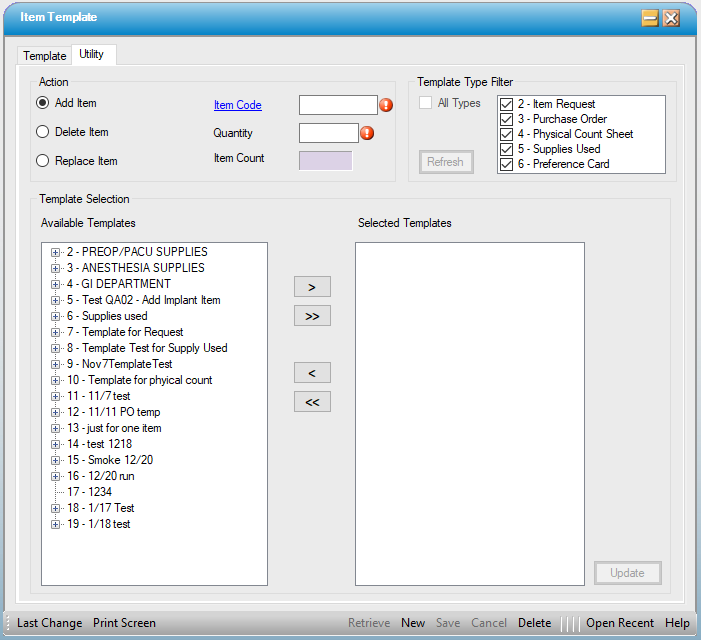 Item Template
Template Utility
Action
Add Item
Item Code
Delete Item
Quantity
Replace Item
Item Count
Template Type Filter
All Types
2 - Item Request
3 - Purchase Order
4 - Physical Count Sheet
5 - Supplies Used
6 - Preference Card
Refresh
Template Selection
Available Templates
2 - PREOP/PACU SUPPLIES
3 - ANESTHESIA SUPPLIES
4 - GI DEPARTMENT
5 - Test QA02 - Add Implant Item
6 - Supplies used
7 - Template for Request
8 - Template Test for Supply Used
9 - Nov7TemplateTest
10 - Template for phyical count
11 - 11/7 test
12 - 11/11 PO temp
13 - just for one item
14 - test 1218
15 - Smoke 12/20
16 - 12/20 run
17 - 1234
18 - 1/17 Test
19 - 1/18 test
>
>>
<
<<
Selected Templates
Update
Last Change Print Screen Retrieve New Save Cancel Delete Open Recent Help